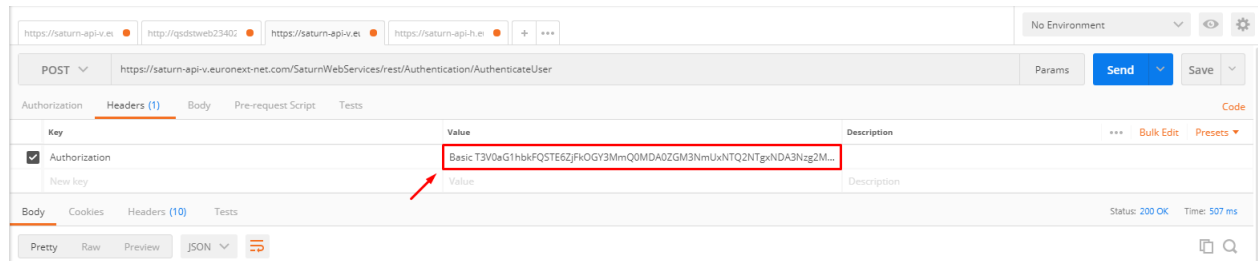 https://saturn-api-v.eu http://qsdstweb23402 https://saturn-api-v.eu https://saturn-api-h.eu + ••• No Environment
POST https://saturn-api-v.euronext-net.com/SaturnWebServices/rest/Authentication/AuthenticateUser Params Send Save
Authorization Headers (1) Body Pre-request Script Tests Code
Key Value Description ••• Bulk Edit Presets
Authorization Basic T3V0aG1hbkFQSTE6ZjFkOGY3MmQ0MDA0ZGM3NmUxNTQ2NTgxNDA3Nzg2M...
New key Value Description
Body Cookies Headers (10) Tests Status: 200 OK Time: 507 ms
Pretty Raw Preview JSON